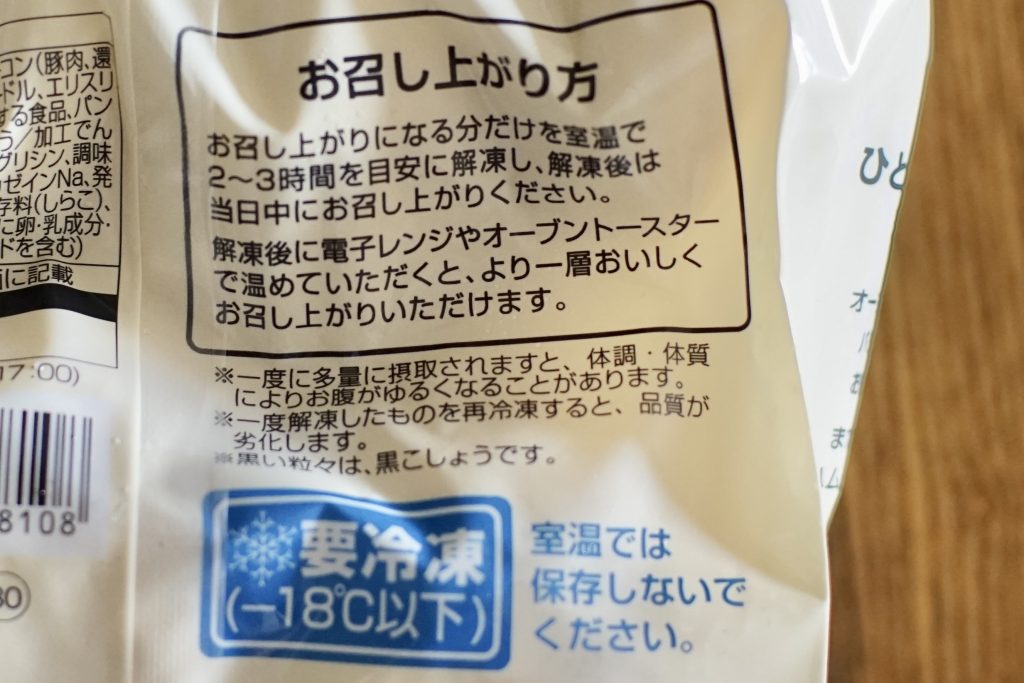 コン(豚肉、還
ドル、エリスリ
する食品、パン
う/加工でん
グリシン、調味
ゼインNa、発
存料(しらこ)、
に卵・乳成分・
ドを含む)
に記載
17:00)
8108
お召し上がり方
お召し上がりになる分だけを室温で
2〜3時間を目安に解凍し、解凍後は
当日中にお召し上がりください。
解凍後に電子レンジやオーブントースター
で温めていただくと、より一層おいしく
お召し上がりいただけます。
※一度に多量に摂取されますと、体調・体質
によりお腹がゆるくなることがあります。
※一度解凍したものを再冷凍すると、品質が
劣化します。
※黒い粒々は、黒こしょうです。
要冷凍
(−18℃以下)
室温では
保存しないで
ください。
ひと
オー
ま